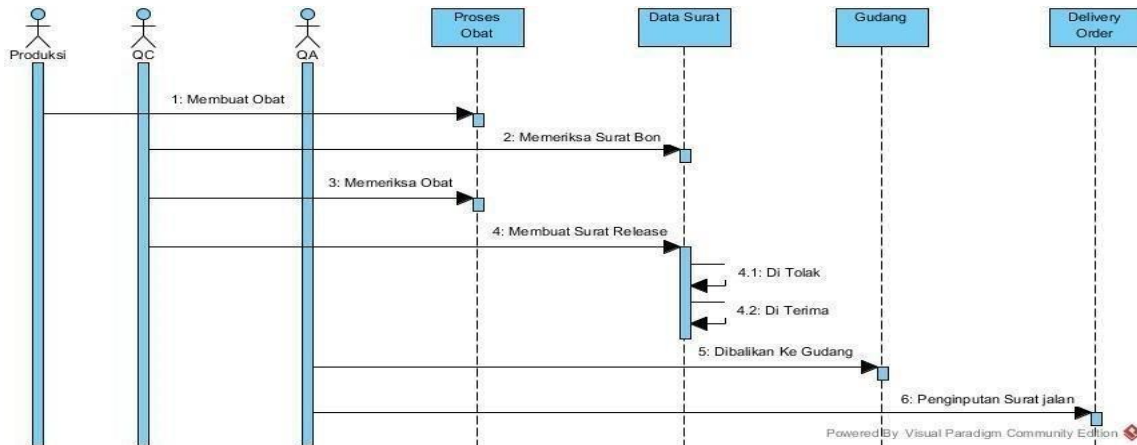 Proses
Obat
Data Surat
Gudang
Delivery
Order
Produksi
QC
QA
1: Membuat Obat
2: Memeriksa Surat Bon
3: Memeriksa Obat
4: Membuat Surat Release
4.1: Di Tolak
4.2: Di Terima
5: Dibalikan Ke Gudang
6: Penginputan Surat jalan
Powered By Visual Paradigm Community Edition